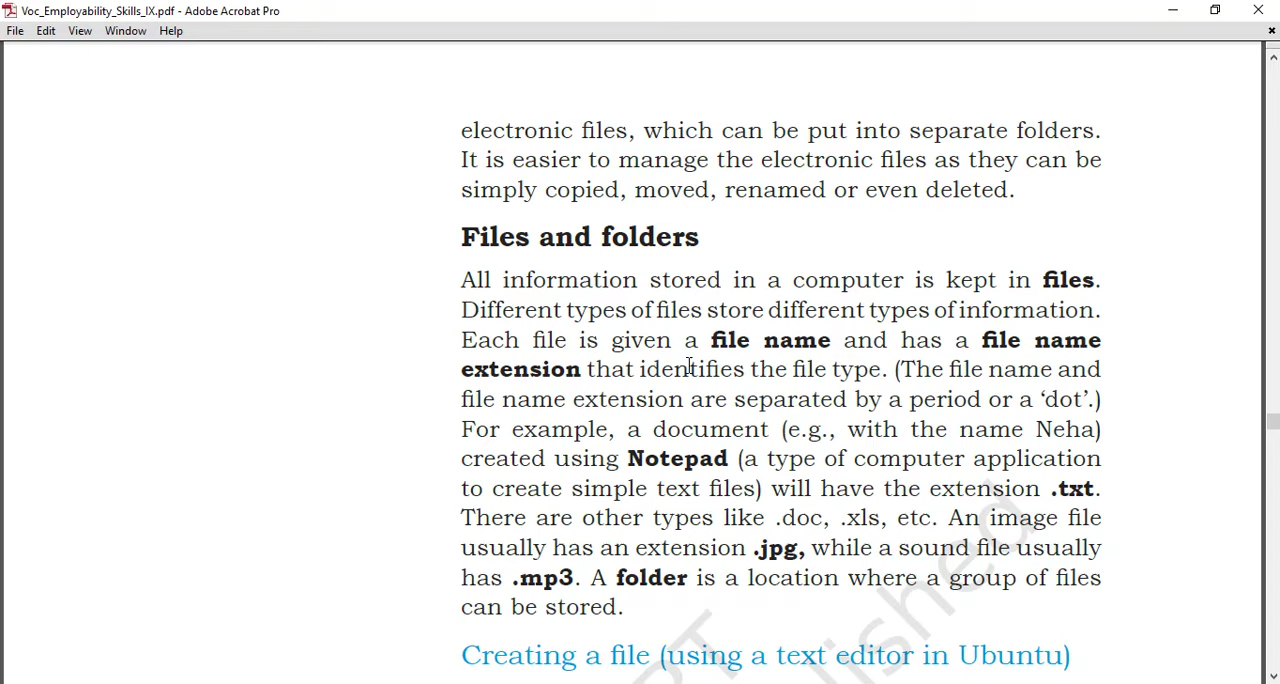 Voc_Employability_Skills_IX.pdf - Adobe Acrobat Pro
File Edit View Window Help
electronic files, which can be put into separate folders.
It is easier to manage the electronic files as they can be
simply copied, moved, renamed or even deleted.
Files and folders
All information stored in a computer is kept in files.
Different types of files store different types of information.
Each file is given a file name and has a file name
extension that identifies the file type. (The file name and
file name extension are separated by a period or a ‘dot’.)
For example, a document (e.g., with the name Neha)
created using Notepad (a type of computer application
to create simple text files) will have the extension .txt.
There are other types like .doc, .xls, etc. An image file
usually has an extension .jpg, while a sound file usually
has .mp3. A folder is a location where a group of files
can be stored.
Creating a file (using a text editor in Ubuntu)